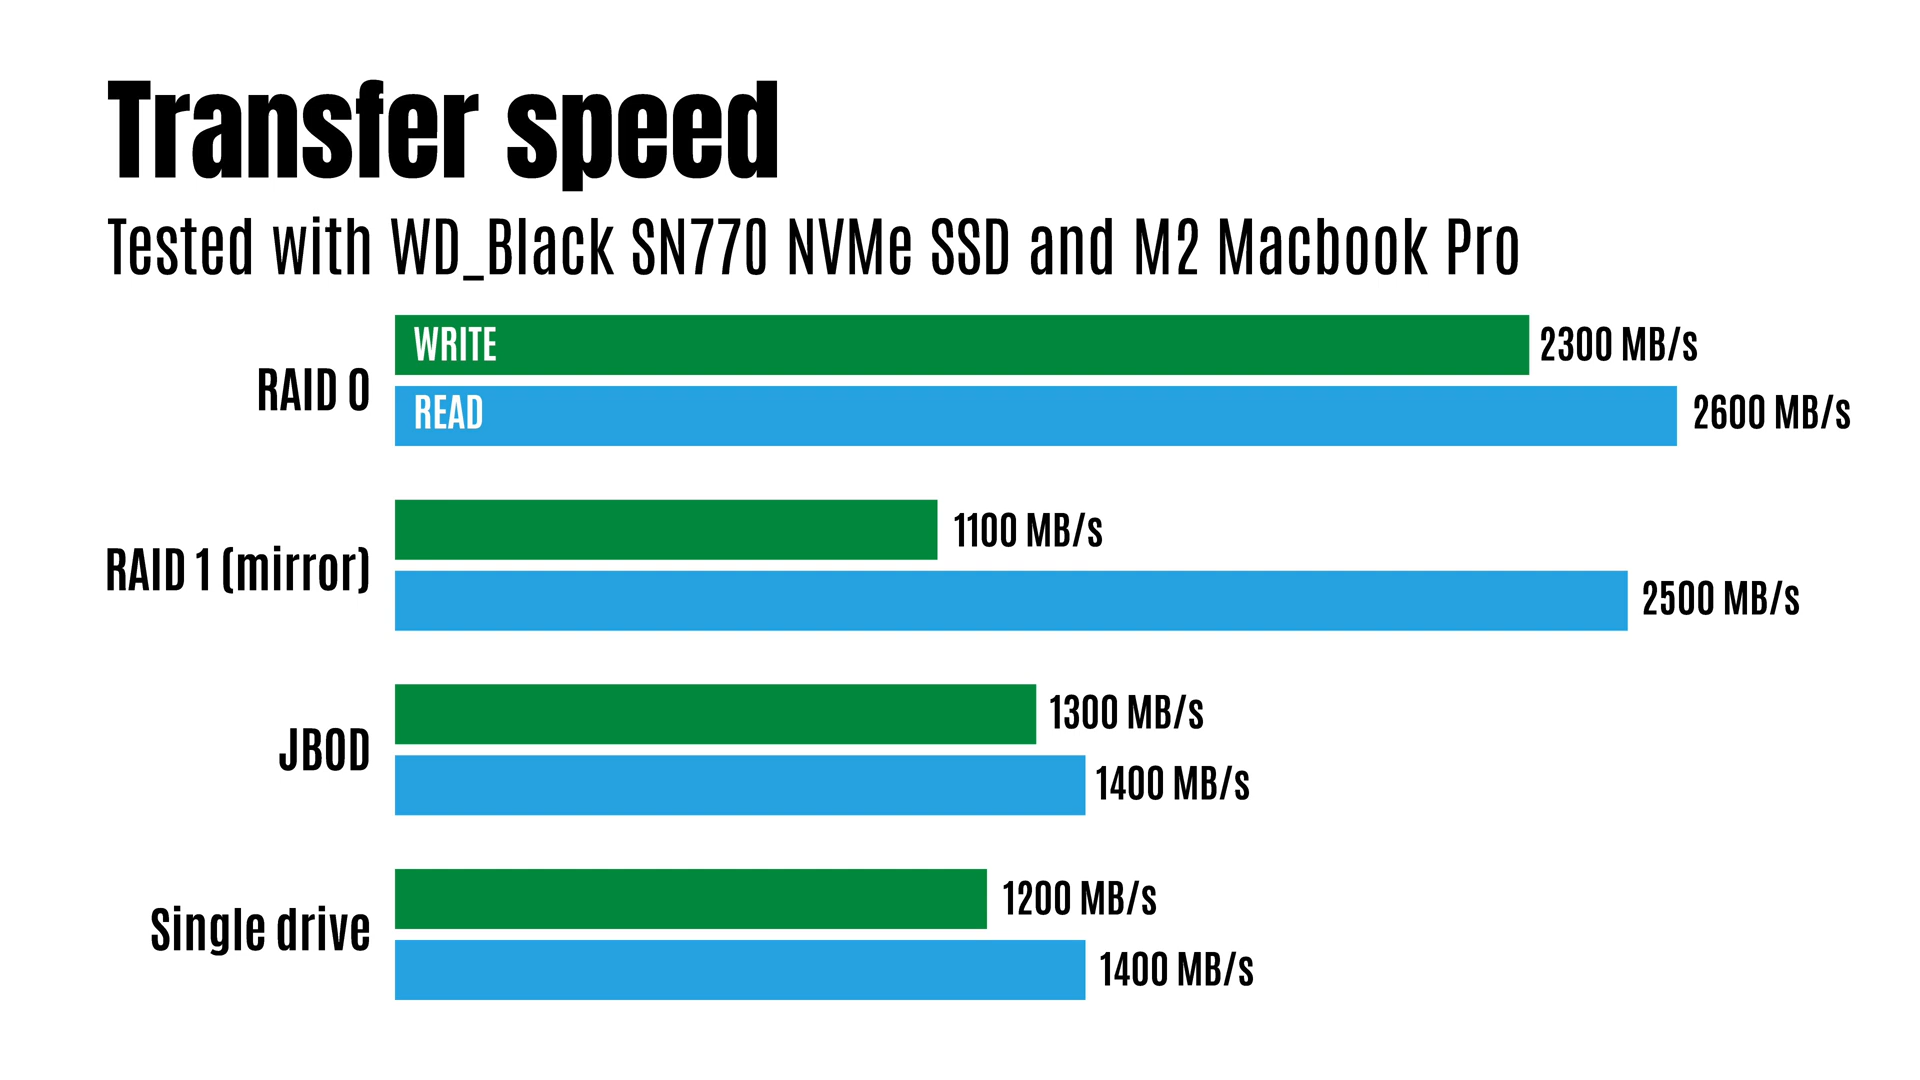 Transfer speed
Tested with WD_Black SN770 NVMe SSD and M2 Macbook Pro
RAID 0
WRITE
2300 MB/s
READ
2600 MB/s
RAID 1 (mirror)
1100 MB/s
2500 MB/s
JBOD
1300 MB/s
1400 MB/s
Single drive
1200 MB/s
1400 MB/s